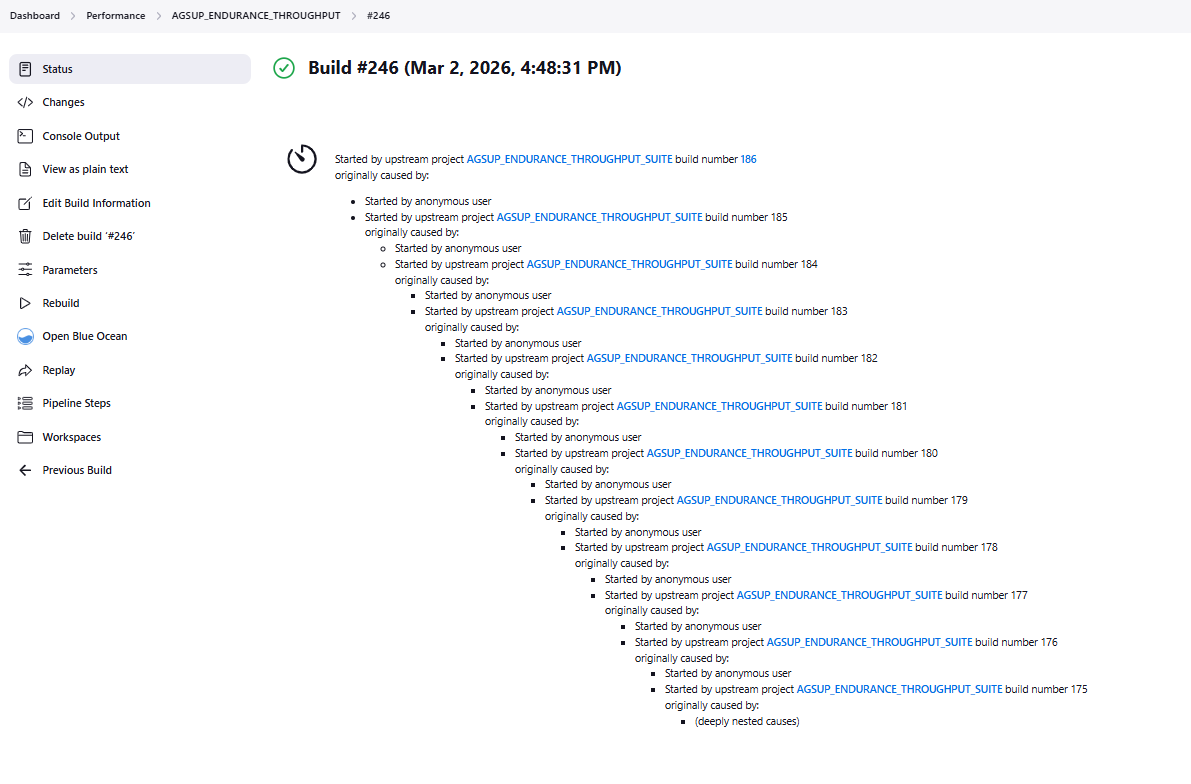 Dashboard > Performance > AGSUP_ENDURANCE_THROUGHPUT > #246
Status
Changes
Console Output
View as plain text
Edit Build Information
Delete build ‘#246’
Parameters
Rebuild
Open Blue Ocean
Replay
Pipeline Steps
Workspaces
Previous Build
Build #246 (Mar 2, 2026, 4:48:31 PM)
Started by upstream project AGSUP_ENDURANCE_THROUGHPUT_SUITE build number 186
originally caused by:
Started by anonymous user
Started by upstream project AGSUP_ENDURANCE_THROUGHPUT_SUITE build number 185
originally caused by:
Started by anonymous user
Started by upstream project AGSUP_ENDURANCE_THROUGHPUT_SUITE build number 184
originally caused by:
Started by anonymous user
Started by upstream project AGSUP_ENDURANCE_THROUGHPUT_SUITE build number 183
originally caused by:
Started by anonymous user
Started by upstream project AGSUP_ENDURANCE_THROUGHPUT_SUITE build number 182
originally caused by:
Started by anonymous user
Started by upstream project AGSUP_ENDURANCE_THROUGHPUT_SUITE build number 181
originally caused by:
Started by anonymous user
Started by upstream project AGSUP_ENDURANCE_THROUGHPUT_SUITE build number 180
originally caused by:
Started by anonymous user
Started by upstream project AGSUP_ENDURANCE_THROUGHPUT_SUITE build number 179
originally caused by:
Started by anonymous user
Started by upstream project AGSUP_ENDURANCE_THROUGHPUT_SUITE build number 178
originally caused by:
Started by anonymous user
Started by upstream project AGSUP_ENDURANCE_THROUGHPUT_SUITE build number 177
originally caused by:
Started by anonymous user
Started by upstream project AGSUP_ENDURANCE_THROUGHPUT_SUITE build number 176
originally caused by:
Started by anonymous user
Started by upstream project AGSUP_ENDURANCE_THROUGHPUT_SUITE build number 175
originally caused by:
(deeply nested causes)